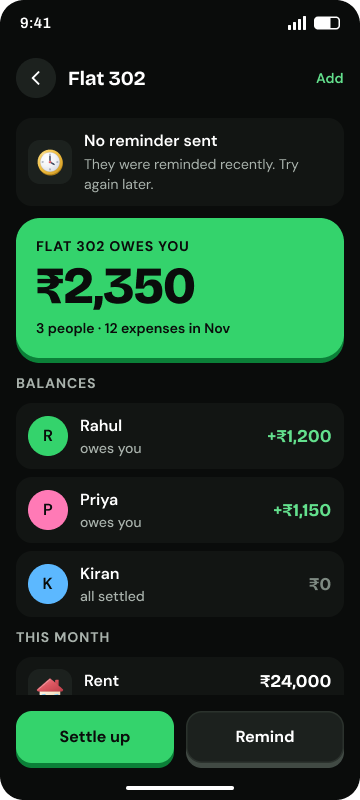 9:41
Flat 302
Add
No reminder sent
They were reminded recently. Try
again later.
FLAT 302 OWES YOU
₹2,350
3 people · 12 expenses in Nov
BALANCES
R
Rahul
owes you
+₹1,200
P
Priya
owes you
+₹1,150
K
Kiran
all settled
₹0
THIS MONTH
Rent
₹24,000
Settle up
Remind